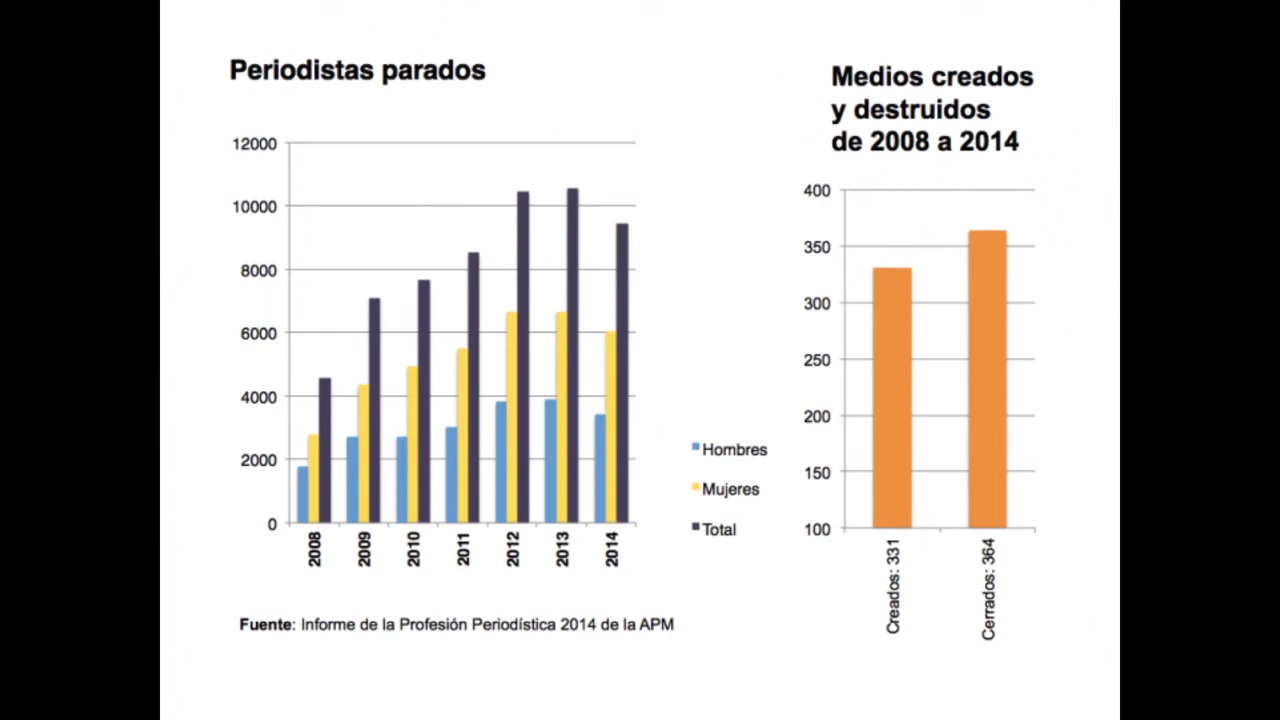 Periodistas parados
12000
10000
8000
6000
4000
2000
0
2008
2009
2010
2011
2012
2013
2014
Hombres
Mujeres
Total
Fuente: Informe de la Profesión Periodística 2014 de la APM
Medios creados
y destruidos
de 2008 a 2014
400
350
300
250
200
150
100
Creados: 331
Cerrados: 364